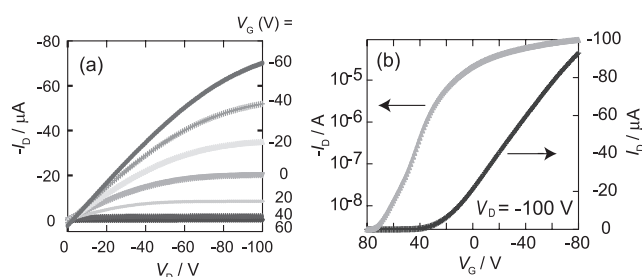 V_G (V) =
-80
(a)
-60
-60
-40
-40
-20
-20
0
20
0
40
60
-I_D / µA
0 -20 -40 -60 -80 -100
V_D / V
-100
(b)
10^-5
-80
-60
10^-6
-40
10^-7
-20
10^-8
V_D = -100 V
0
-I_D / A
I_D / µA
80 40 0 -40 -80
V_G / V